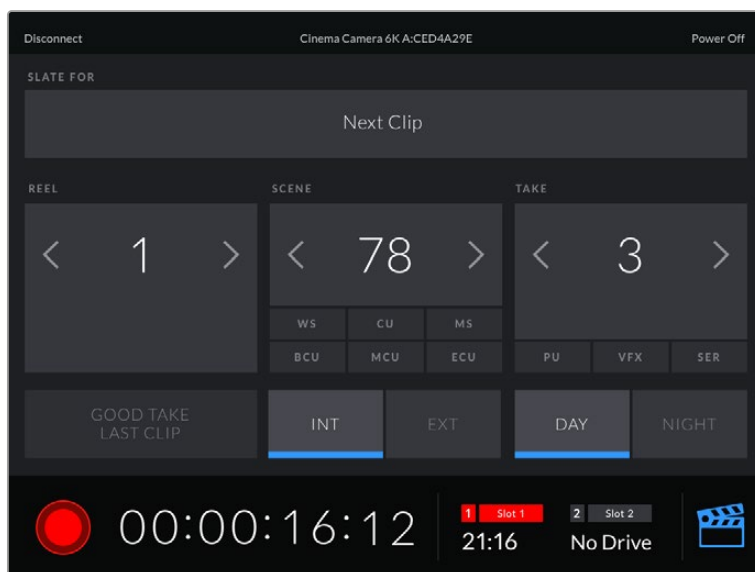 Disconnect Cinema Camera 6K A:CED4A29E Power Off
SLATE FOR
Next Clip
REEL SCENE TAKE
< 1 > < 78 > < 3 >
WS CU MS
BCU MCU ECU PU VFX SER
GOOD TAKE
LAST CLIP
INT EXT DAY NIGHT
00:00:16:12
1 Slot 1 2 Slot 2
21:16 No Drive